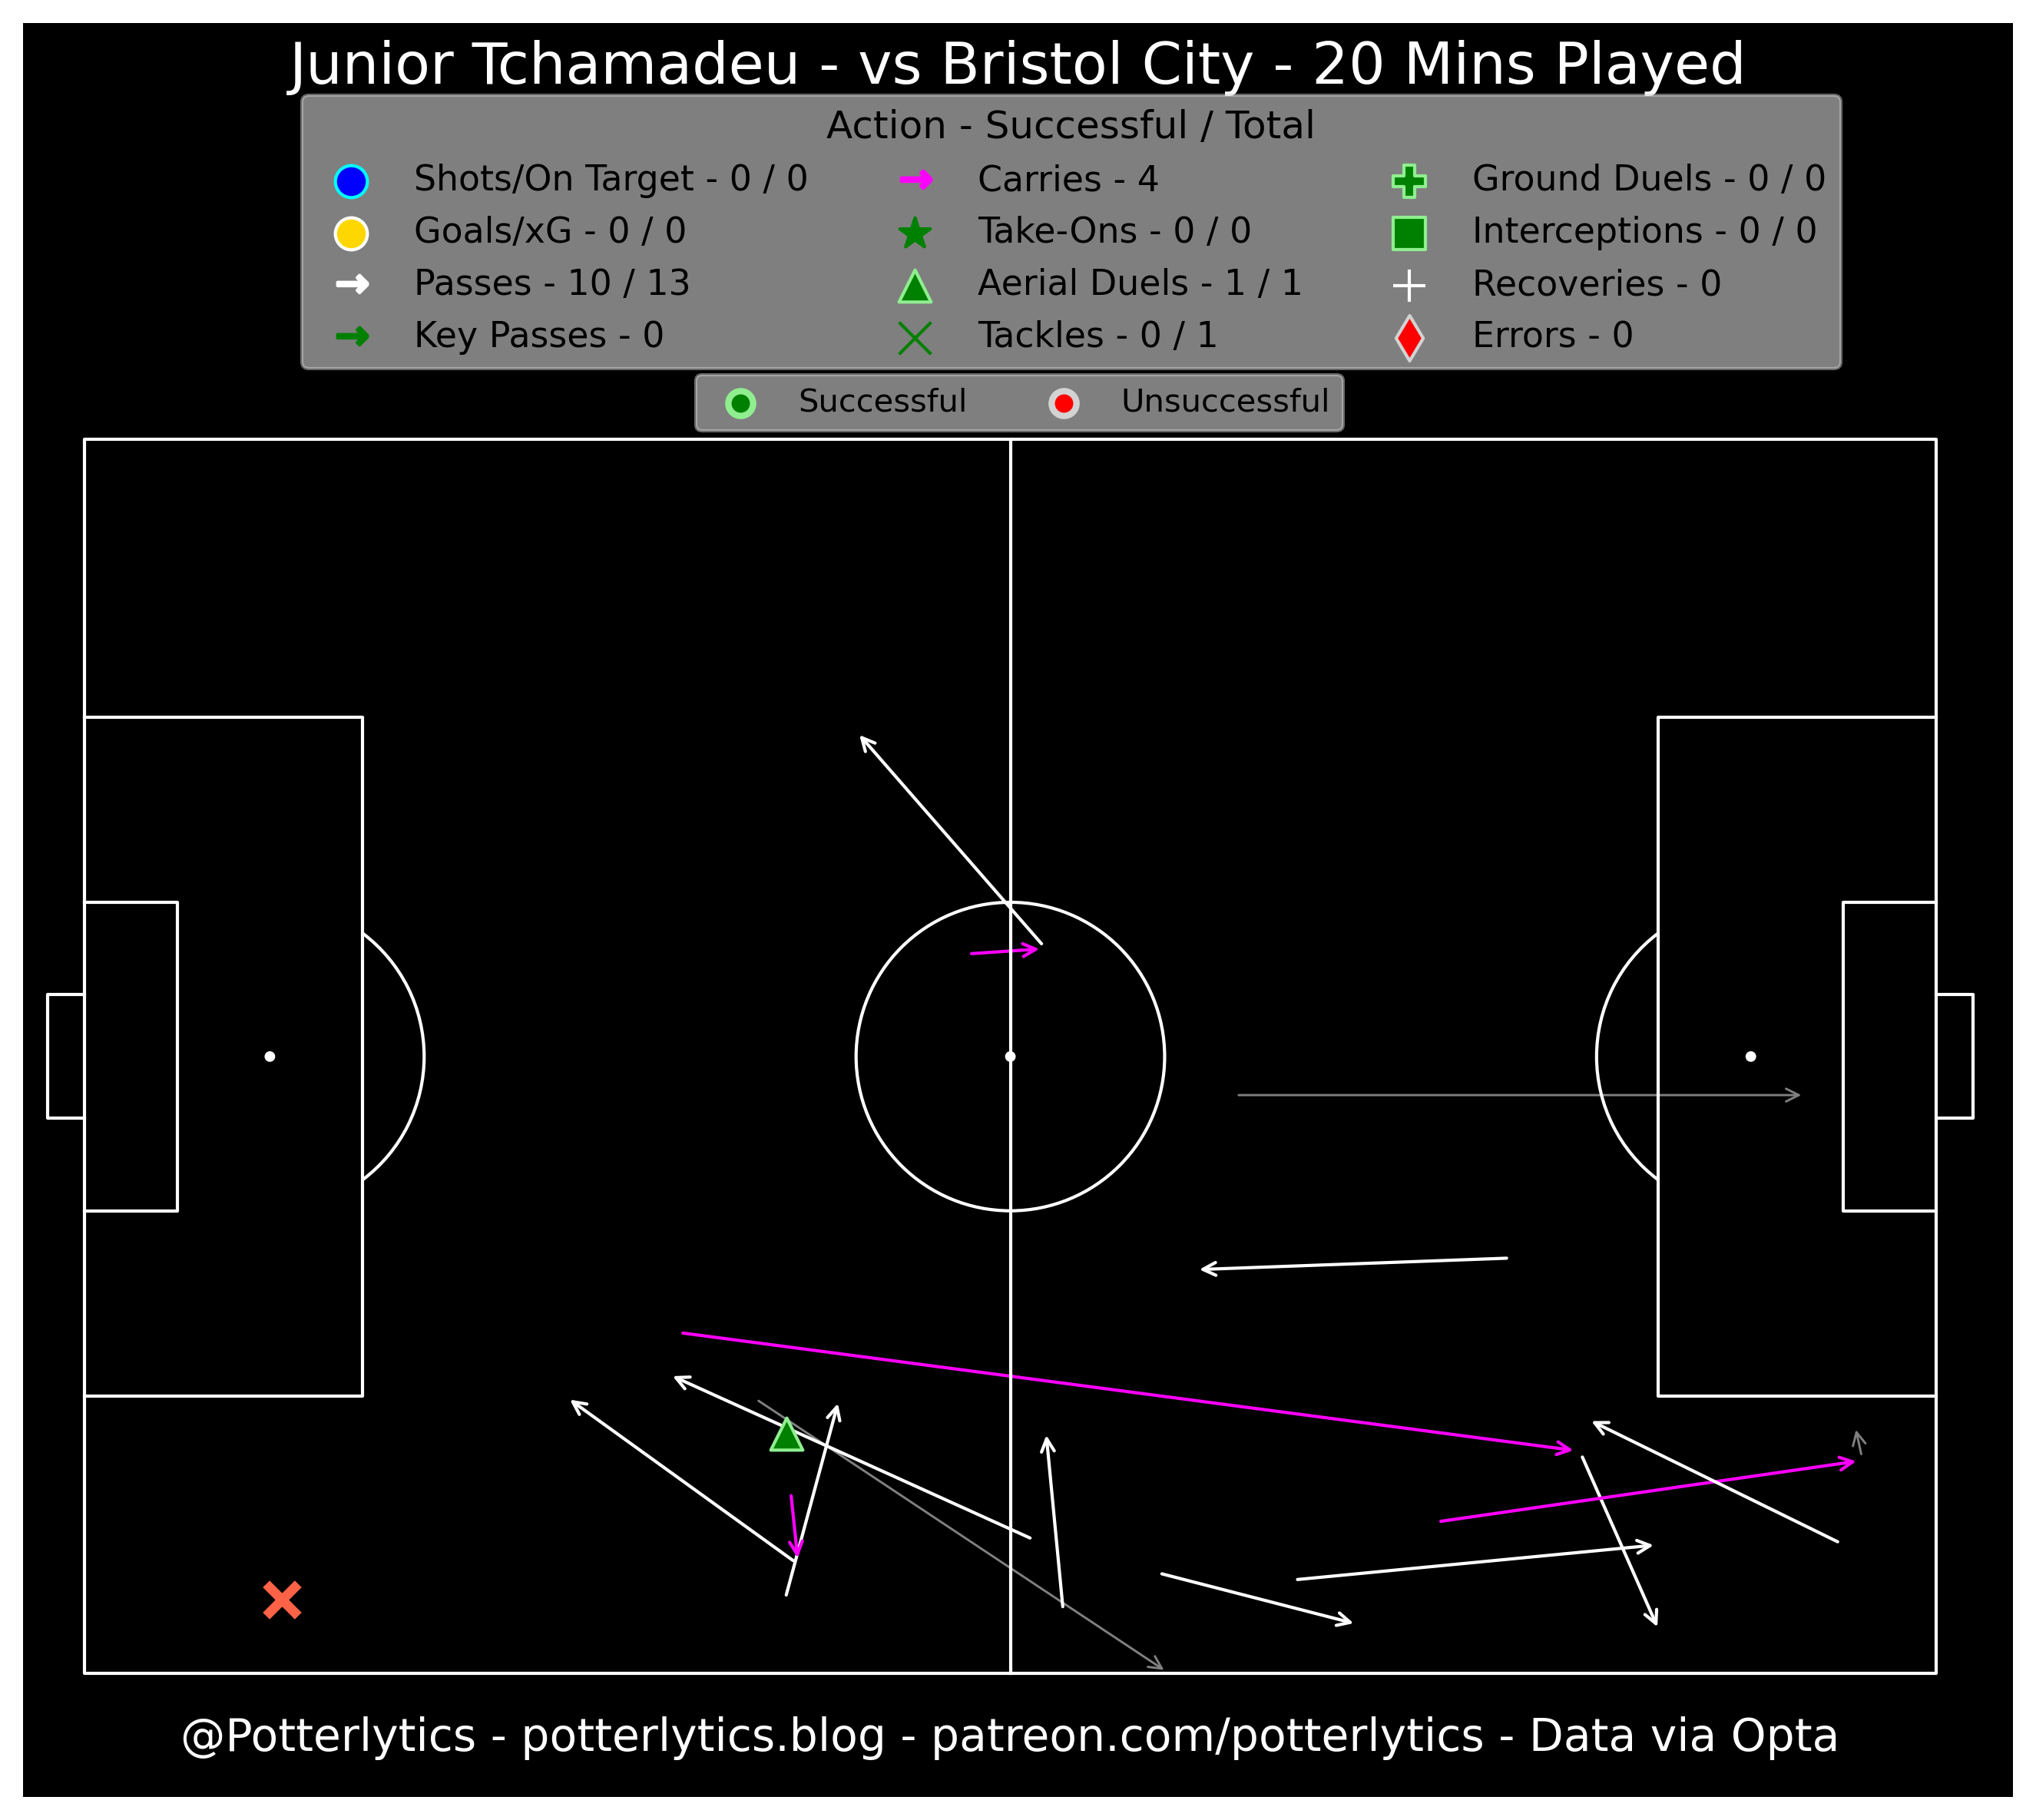 Junior Tchamadeu - vs Bristol City - 20 Mins Played
Action - Successful / Total
Shots/On Target - 0 / 0
Goals/xG - 0 / 0
Passes - 10 / 13
Key Passes - 0
Carries - 4
Take-Ons - 0 / 0
Aerial Duels - 1 / 1
Tackles - 0 / 1
Ground Duels - 0 / 0
Interceptions - 0 / 0
Recoveries - 0
Errors - 0
Successful
Unsuccessful
@Potterlytics - potterlytics.blog - patreon.com/potterlytics - Data via Opta